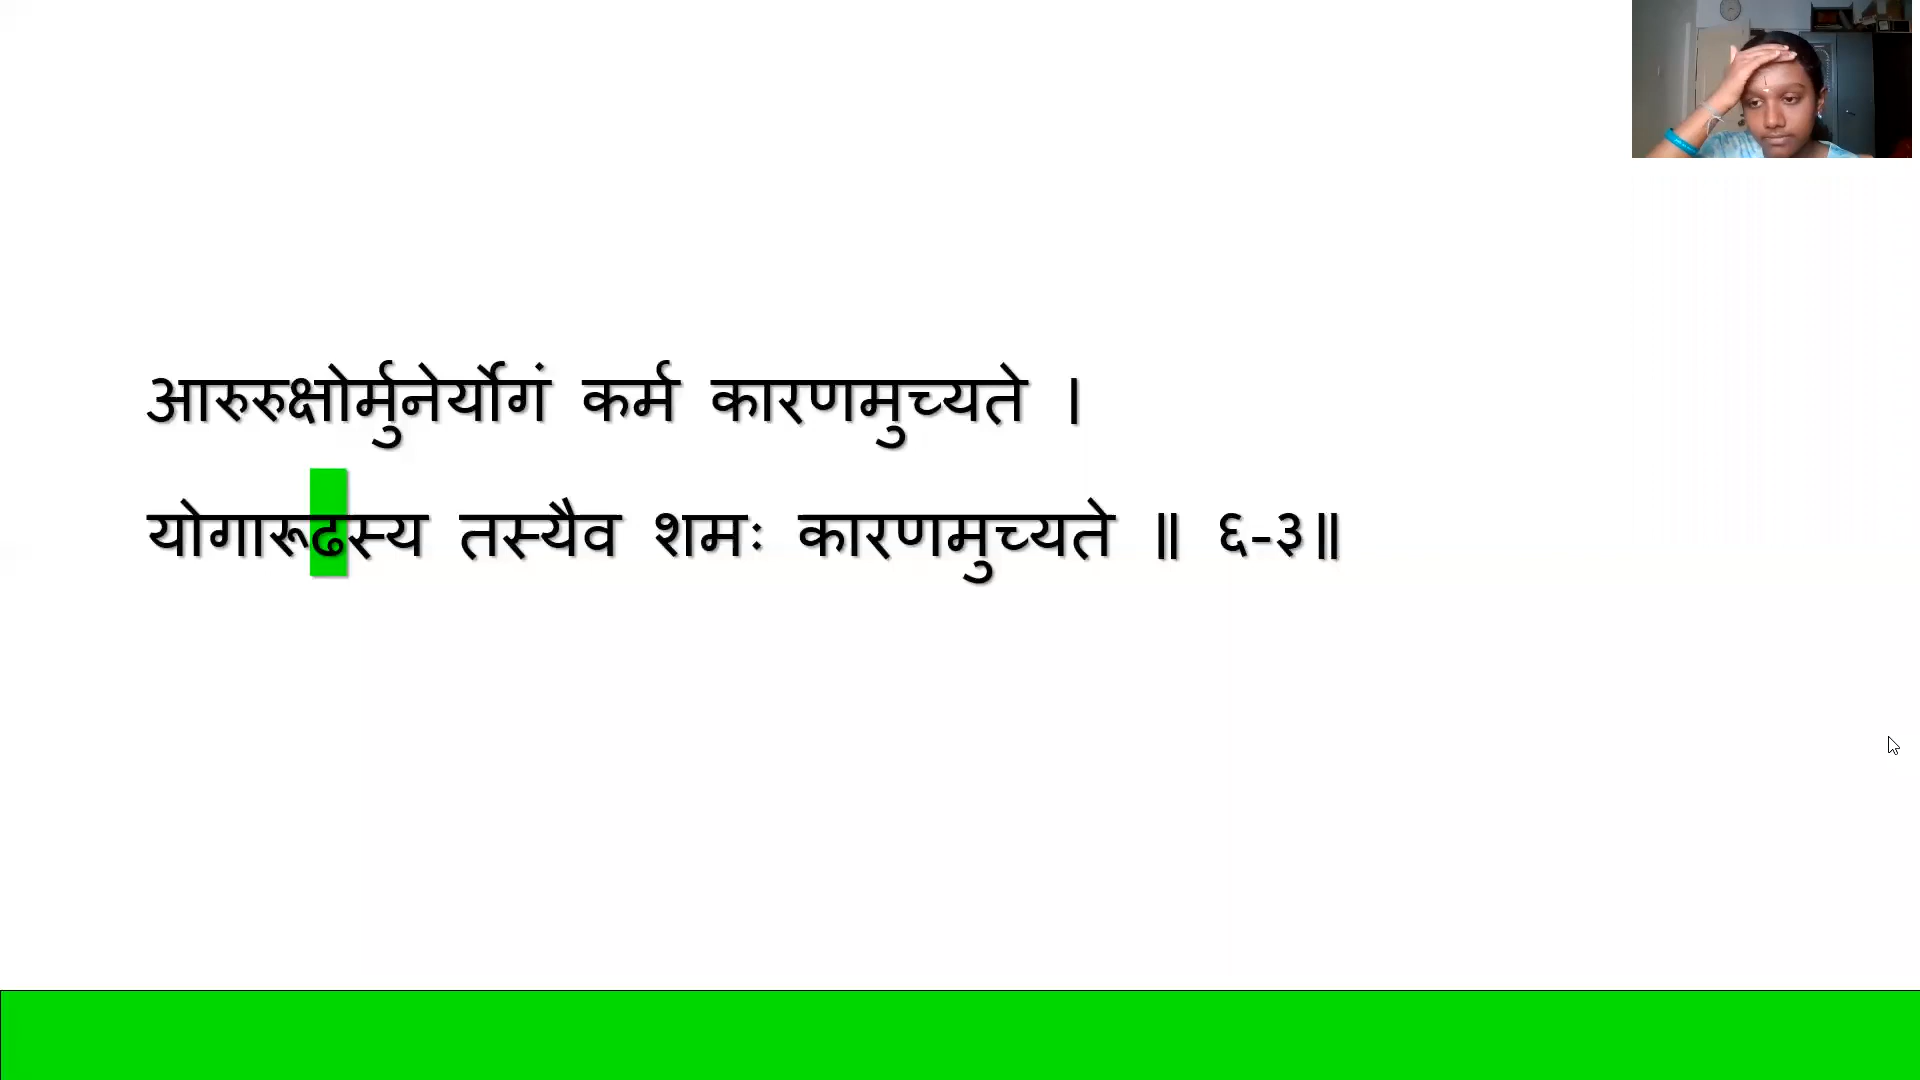 आरुरुक्षोर्मुनेर्योगं कर्म कारणमुच्यते ।
योगारूढस्य तस्यैव शमः कारणमुच्यते ॥ ६-३॥